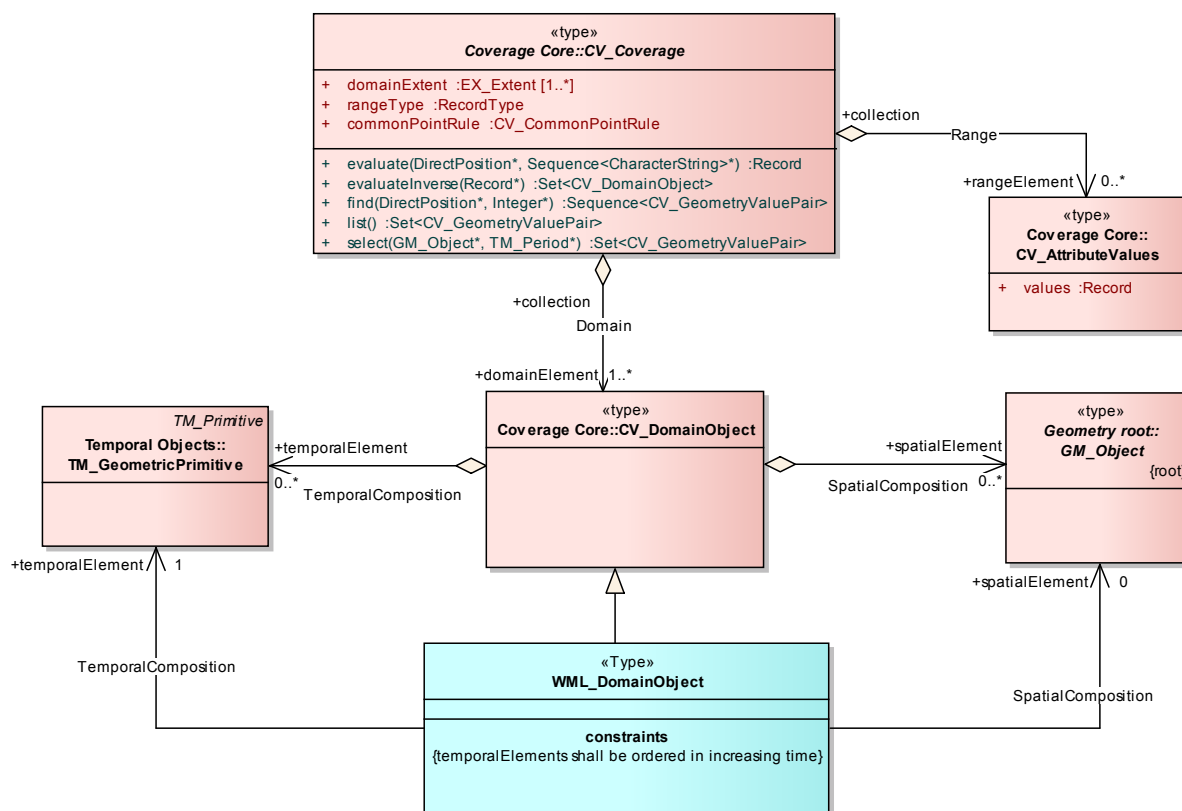 «type»
Coverage Core::CV_Coverage
+ domainExtent :EX_Extent [1..*]
+ rangeType :RecordType
+ commonPointRule :CV_CommonPointRule
+ evaluate(DirectPosition*, Sequence<CharacterString>*) :Record
+ evaluateInverse(Record*) :Set<CV_DomainObject>
+ find(DirectPosition*, Integer*) :Sequence<CV_GeometryValuePair>
+ list() :Set<CV_GeometryValuePair>
+ select(GM_Object*, TM_Period*) :Set<CV_GeometryValuePair>
+collection
Range
+rangeElement 0..*
«type»
Coverage Core::
CV_AttributeValues
+ values :Record
+collection
Domain
+domainElement 1..*
TM_Primitive
Temporal Objects::
TM_GeometricPrimitive
+temporalElement
0..*
TemporalComposition
«type»
Coverage Core::CV_DomainObject
+spatialElement
SpatialComposition 0..*
«type»
Geometry root::
GM_Object
{root}
+temporalElement 1
TemporalComposition
+spatialElement 0
SpatialComposition
«Type»
WML_DomainObject
constraints
{temporalElements shall be ordered in increasing time}